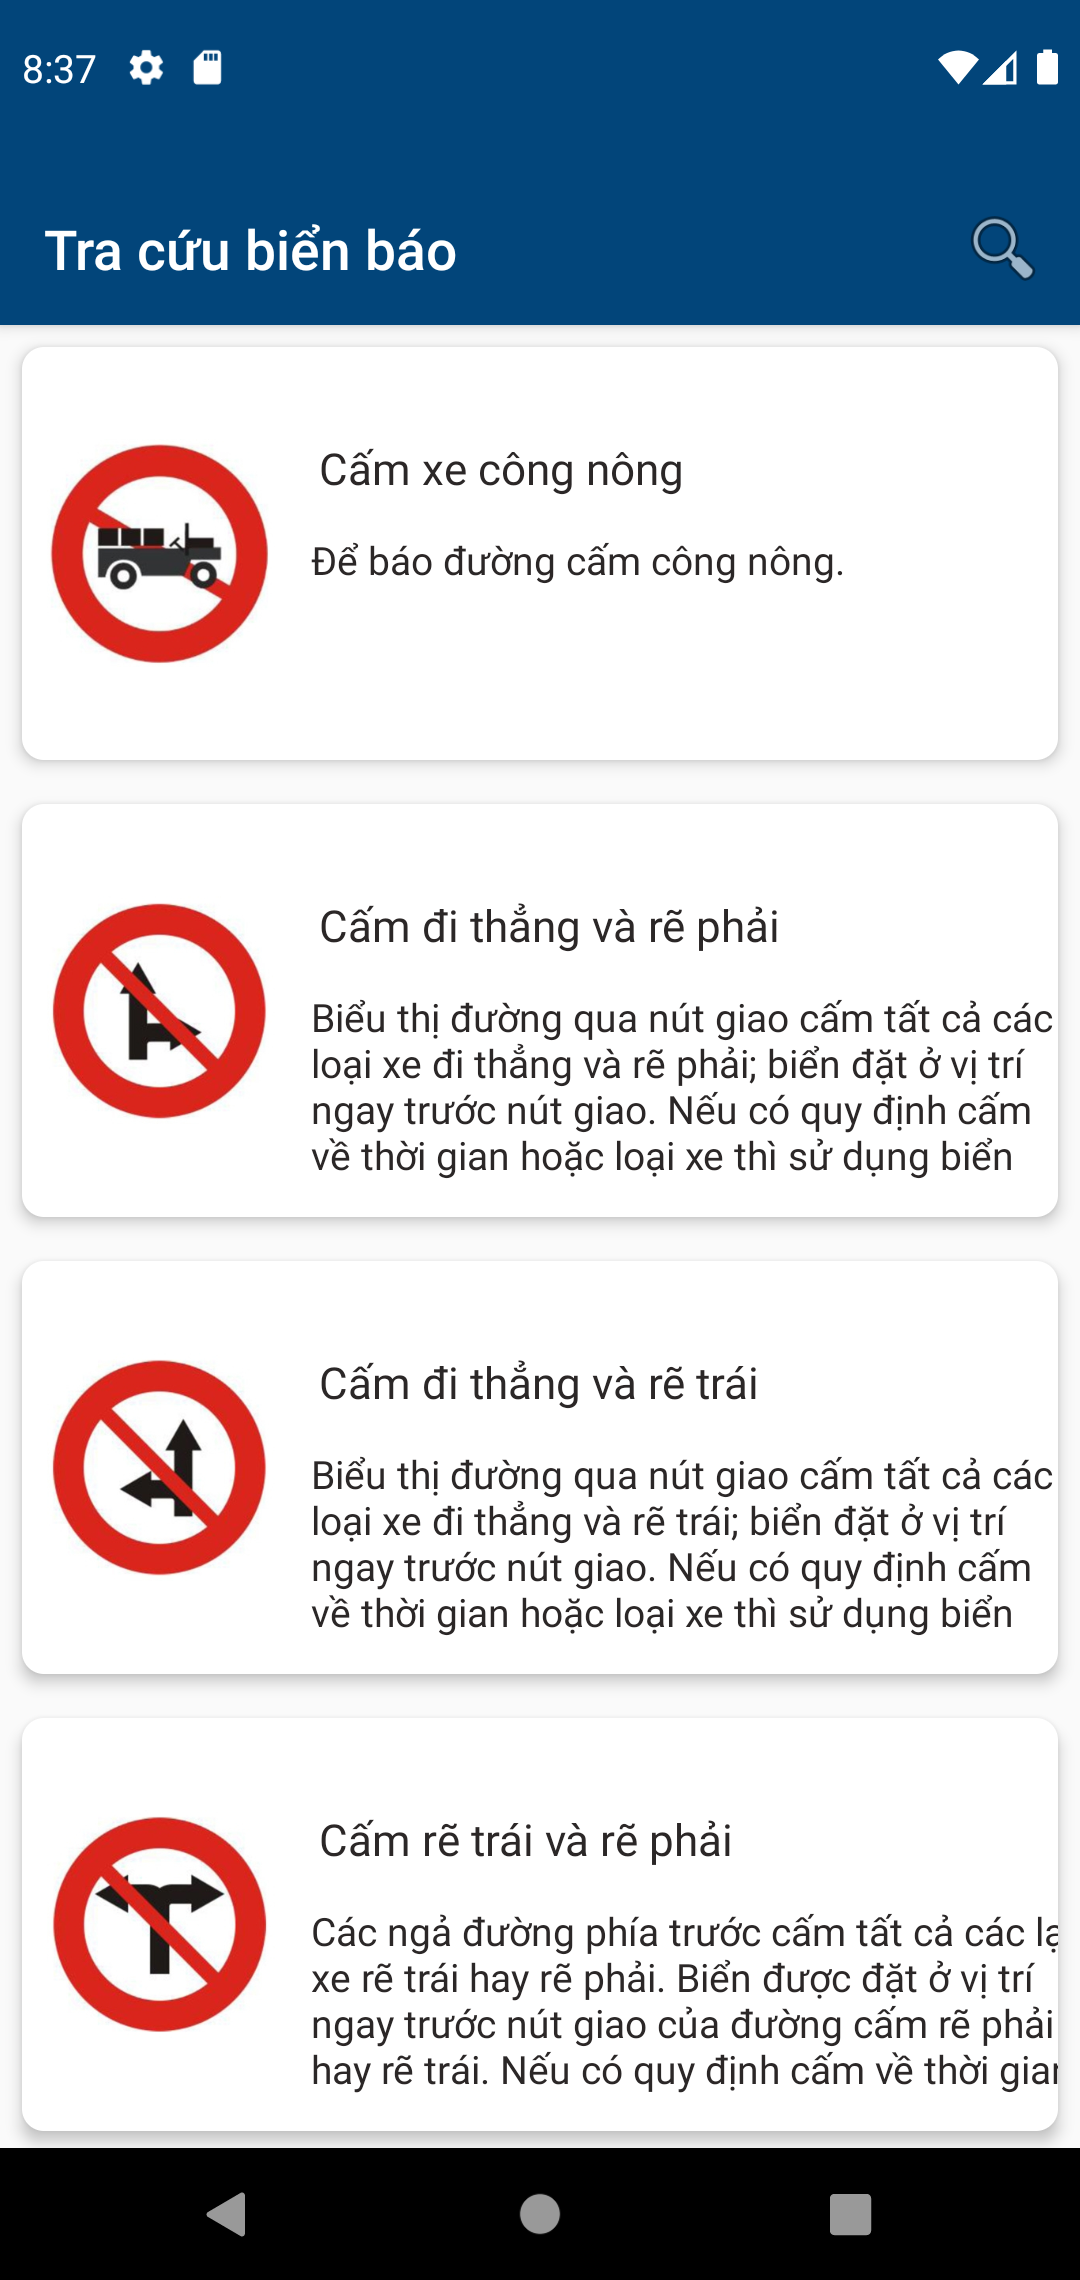 8:37
Tra cứu biển báo
Cấm xe công nông
Để báo đường cấm công nông.
Cấm đi thẳng và rẽ phải
Biểu thị đường qua nút giao cấm tất cả các
loại xe đi thẳng và rẽ phải; biển đặt ở vị trí
ngay trước nút giao. Nếu có quy định cấm
về thời gian hoặc loại xe thì sử dụng biển
Cấm đi thẳng và rẽ trái
Biểu thị đường qua nút giao cấm tất cả các
loại xe đi thẳng và rẽ trái; biển đặt ở vị trí
ngay trước nút giao. Nếu có quy định cấm
về thời gian hoặc loại xe thì sử dụng biển
Cấm rẽ trái và rẽ phải
Các ngả đường phía trước cấm tất cả các
xe rẽ trái hay rẽ phải. Biển được đặt ở vị trí
ngay trước nút giao của đường cấm rẽ phải
hay rẽ trái. Nếu có quy định cấm về thời gian